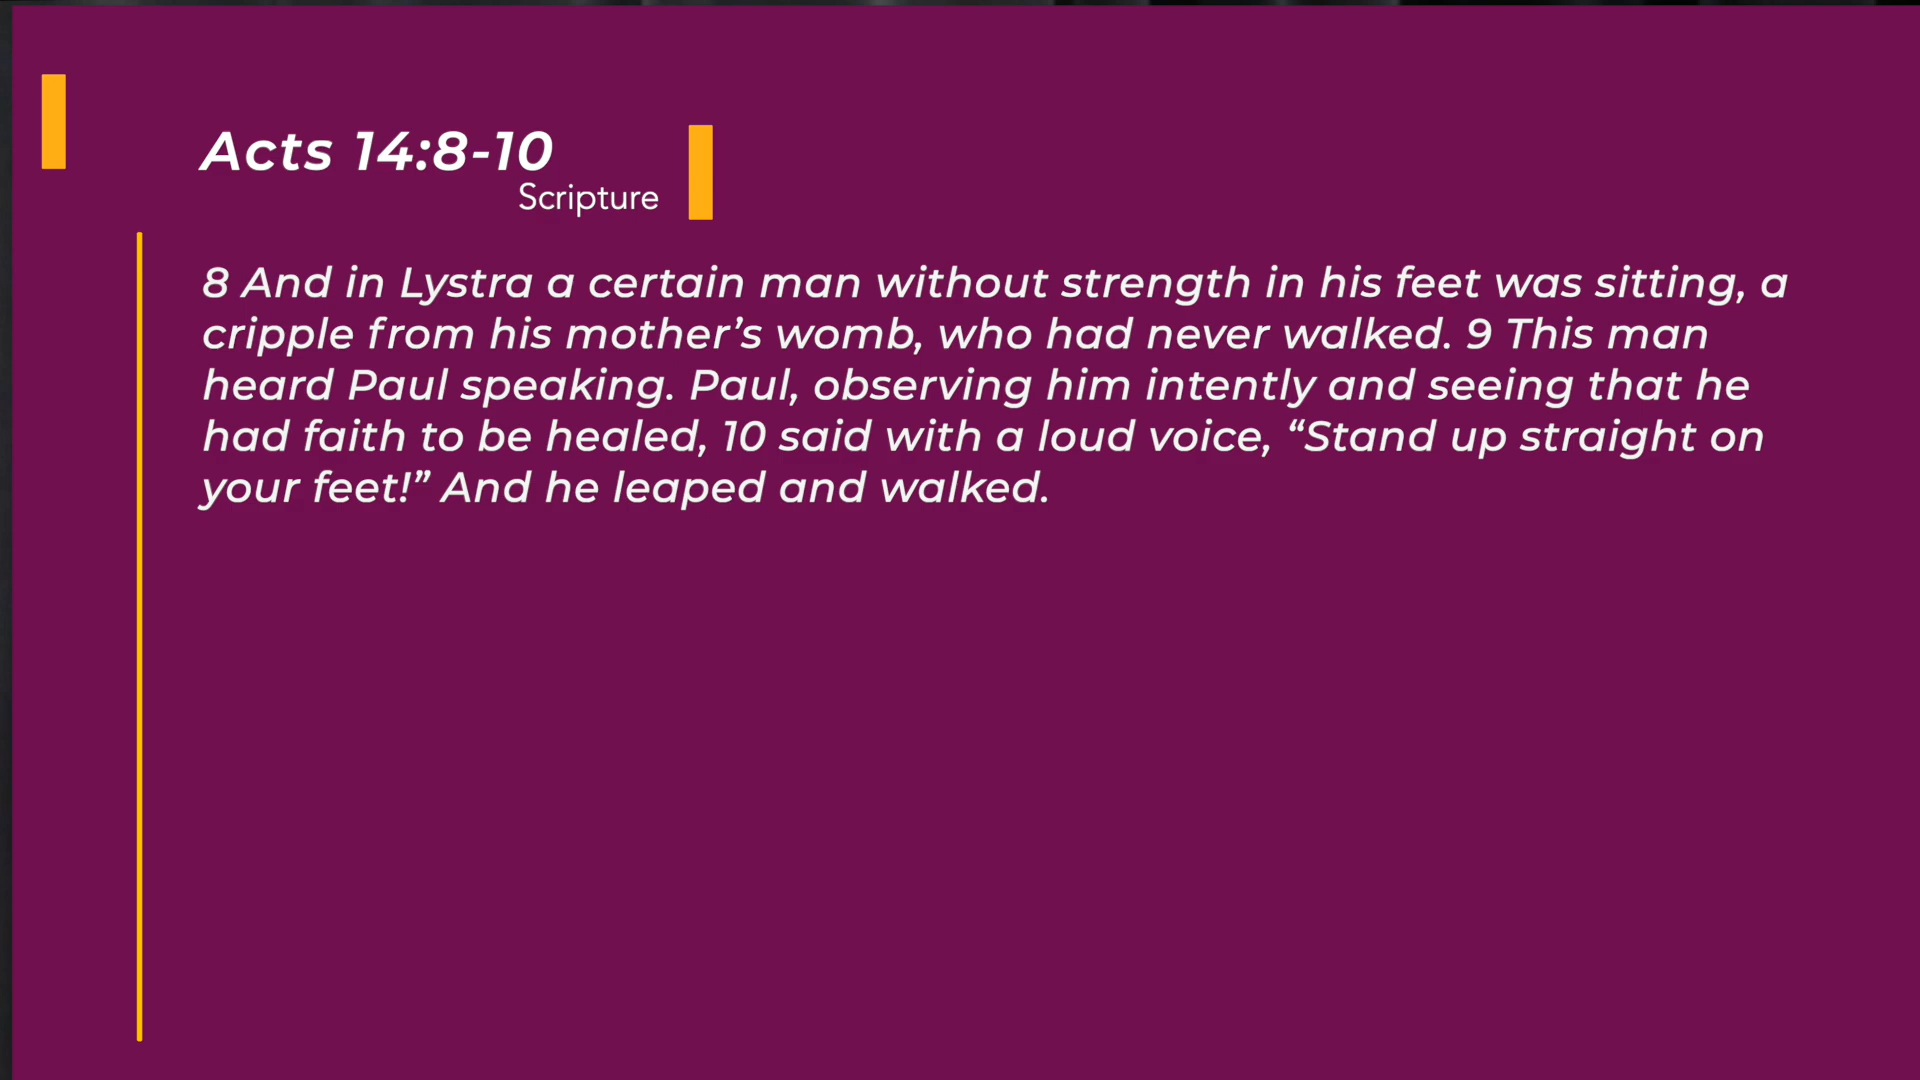 Acts 14:8-10
Scripture
8 And in Lystra a certain man without strength in his feet was sitting, a
cripple from his mother’s womb, who had never walked. 9 This man
heard Paul speaking. Paul, observing him intently and seeing that he
had faith to be healed, 10 said with a loud voice, “Stand up straight on
your feet!” And he leaped and walked.